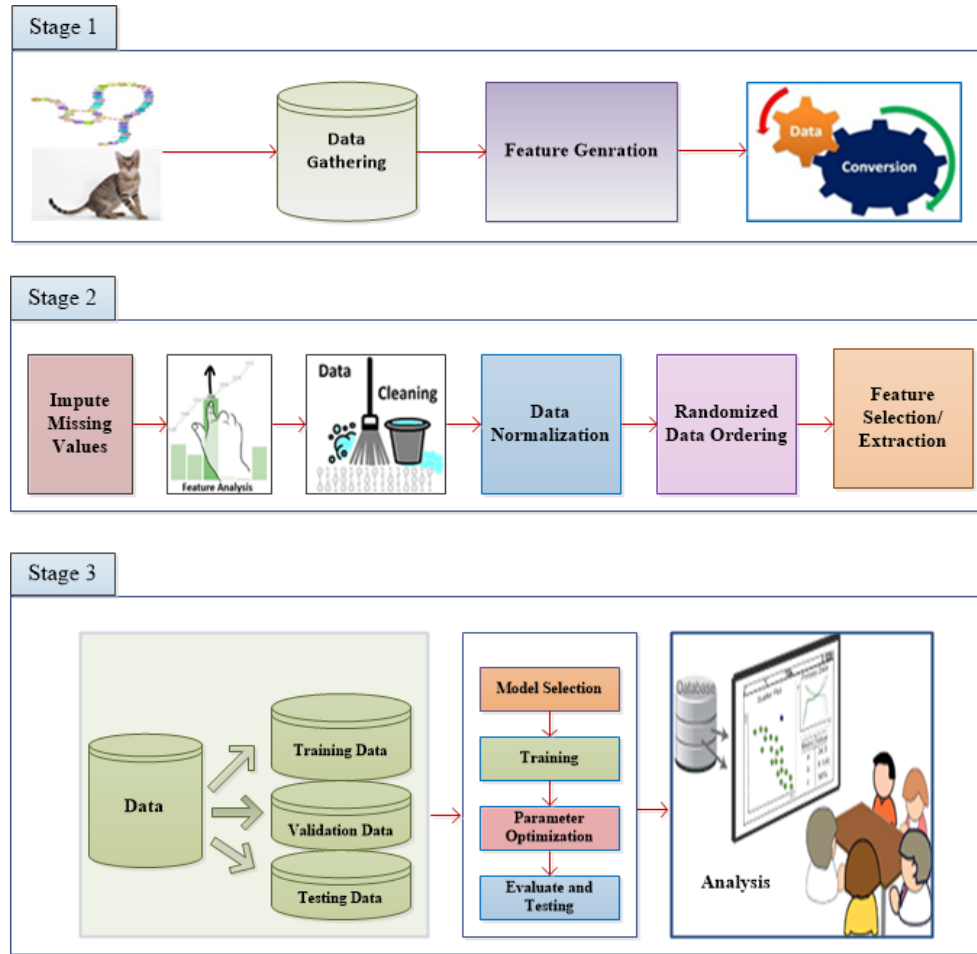 Stage 1
Data
Gathering
Feature Genration
Data
Conversion
Stage 2
Impute
Missing
Values
Feature Analysis
Data
Cleaning
Data
Normalization
Randomized
Data Ordering
Feature
Selection/
Extraction
Stage 3
Data
Training Data
Validation Data
Testing Data
Model Selection
Training
Parameter
Optimization
Evaluate and
Testing
Database
Scatter Plot
Analysis